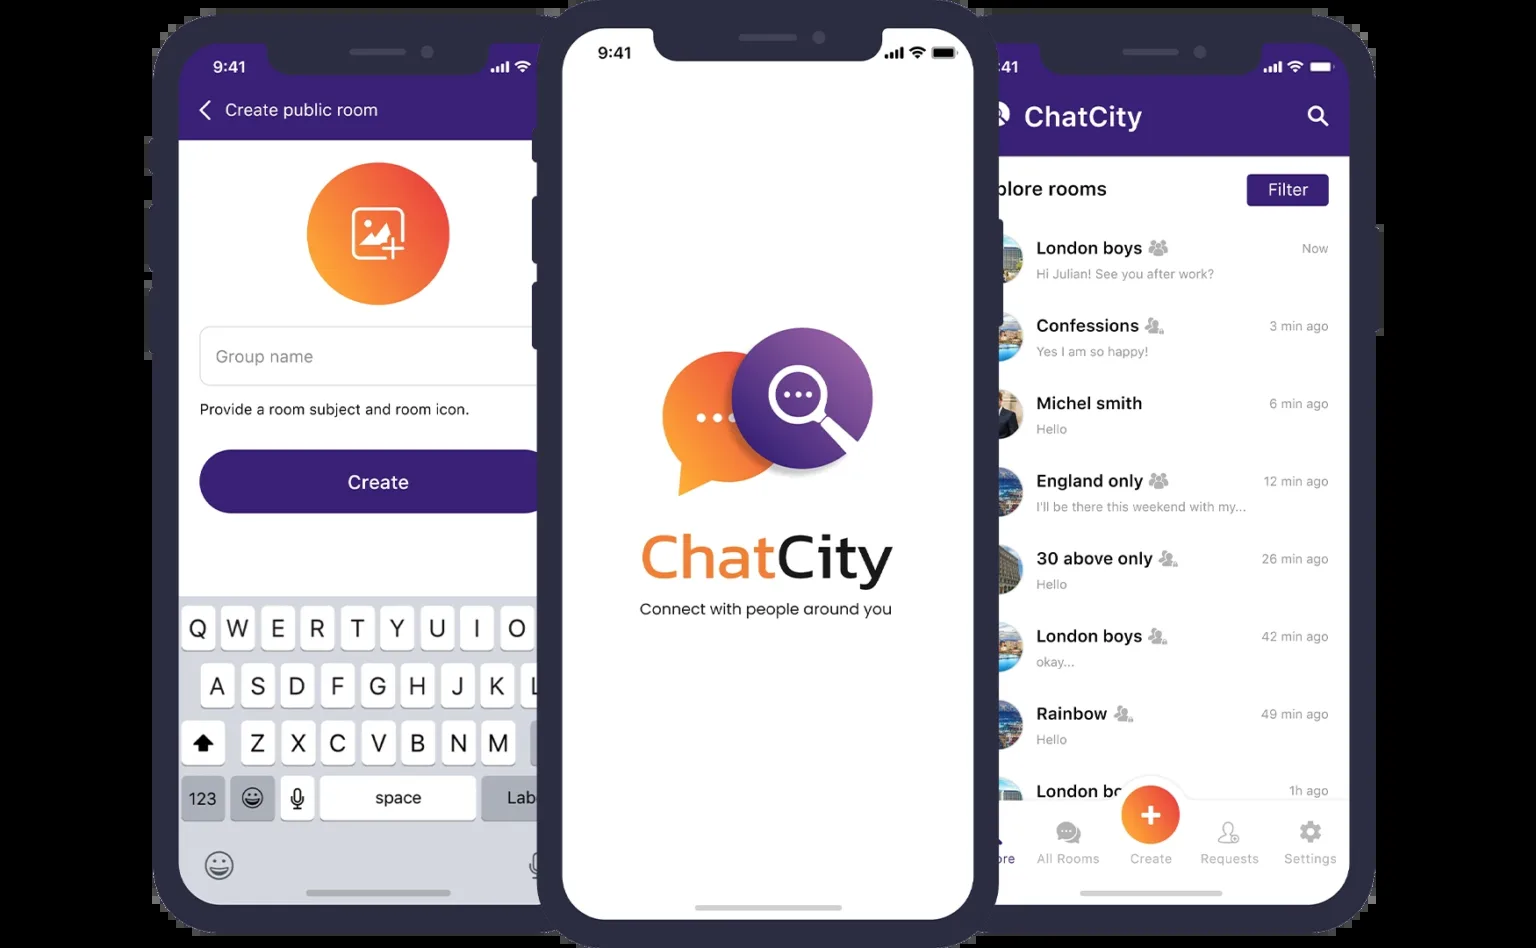 9:41
Create public room
Group name
Provide a room subject and room icon.
Create
Q W E R T Y U I O
A S D F G H J K L
Z X C V B N M
123 space Lab
9:41
ChatCity
Connect with people around you
:41
ChatCity
plore rooms Filter
London boys Now
Hi Julian! See you after work?
Confessions 3 min ago
Yes I am so happy!
Michel smith 6 min ago
Hello
England only 12 min ago
I'll be there this weekend with my...
30 above only 26 min ago
Hello
London boys 42 min ago
okay...
Rainbow 49 min ago
Hello
London bo 1h ago
ore All Rooms Create Requests Settings